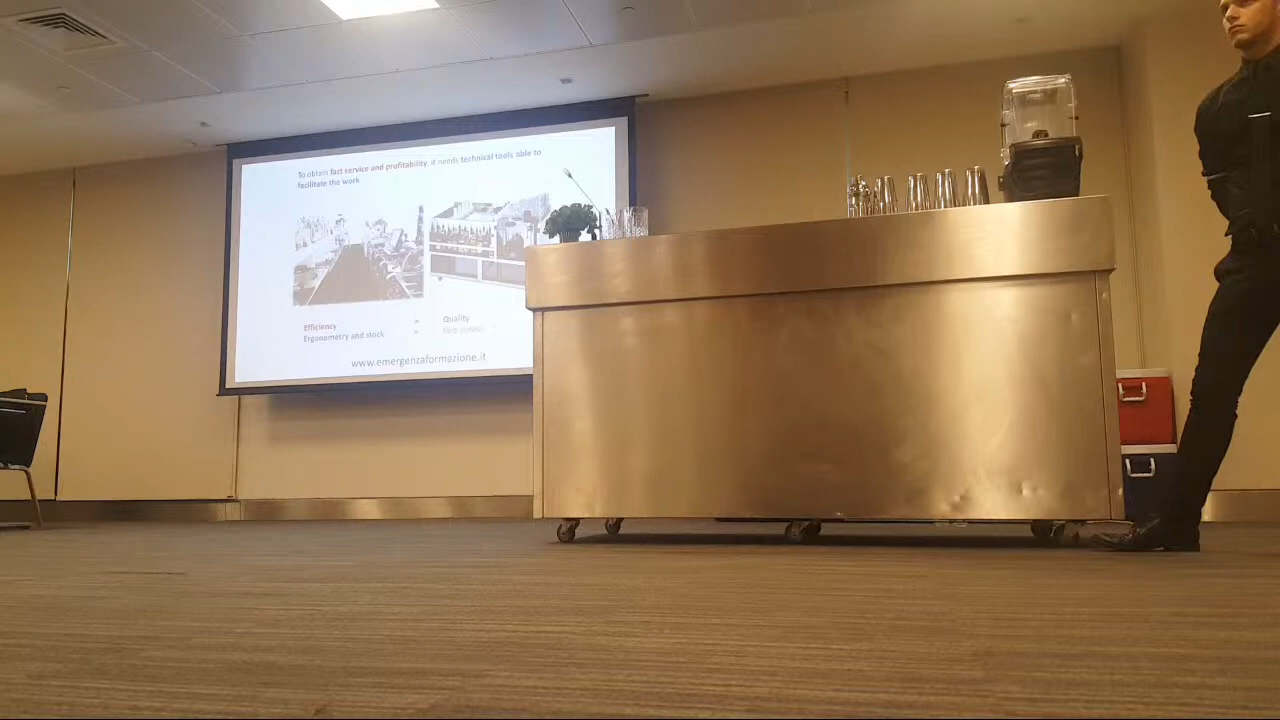 To obtain fast service and profitability, it needs technical tools able to
facilitate the work
Efficiency
Quality
Ergonometry and stock
www.emergenzaformazione.it